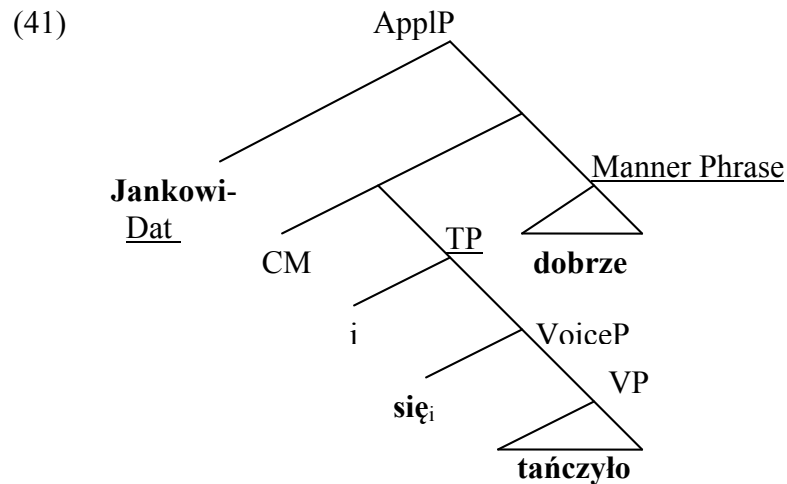 (41)
ApplP
Manner Phrase
Jankowi-
Dat
CM
TP
dobrze
i
VoiceP
sięi
VP
tańczyło